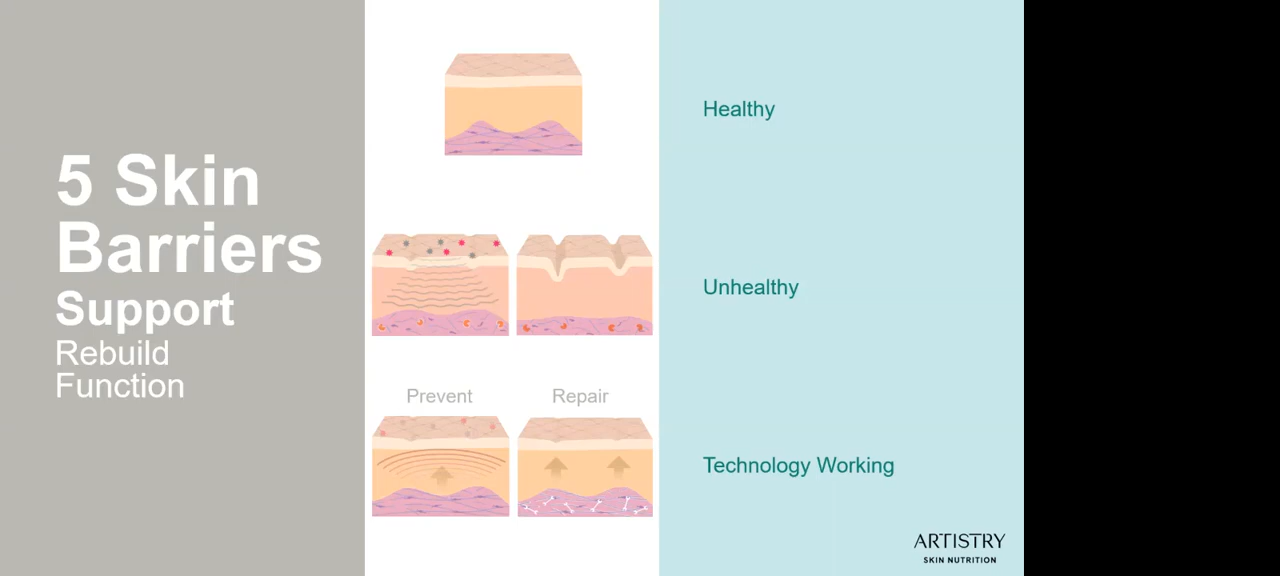 5 Skin
Barriers
Support
Rebuild
Function
Healthy
Unhealthy
Prevent
Repair
Technology Working
ARTISTRY
SKIN NUTRITION